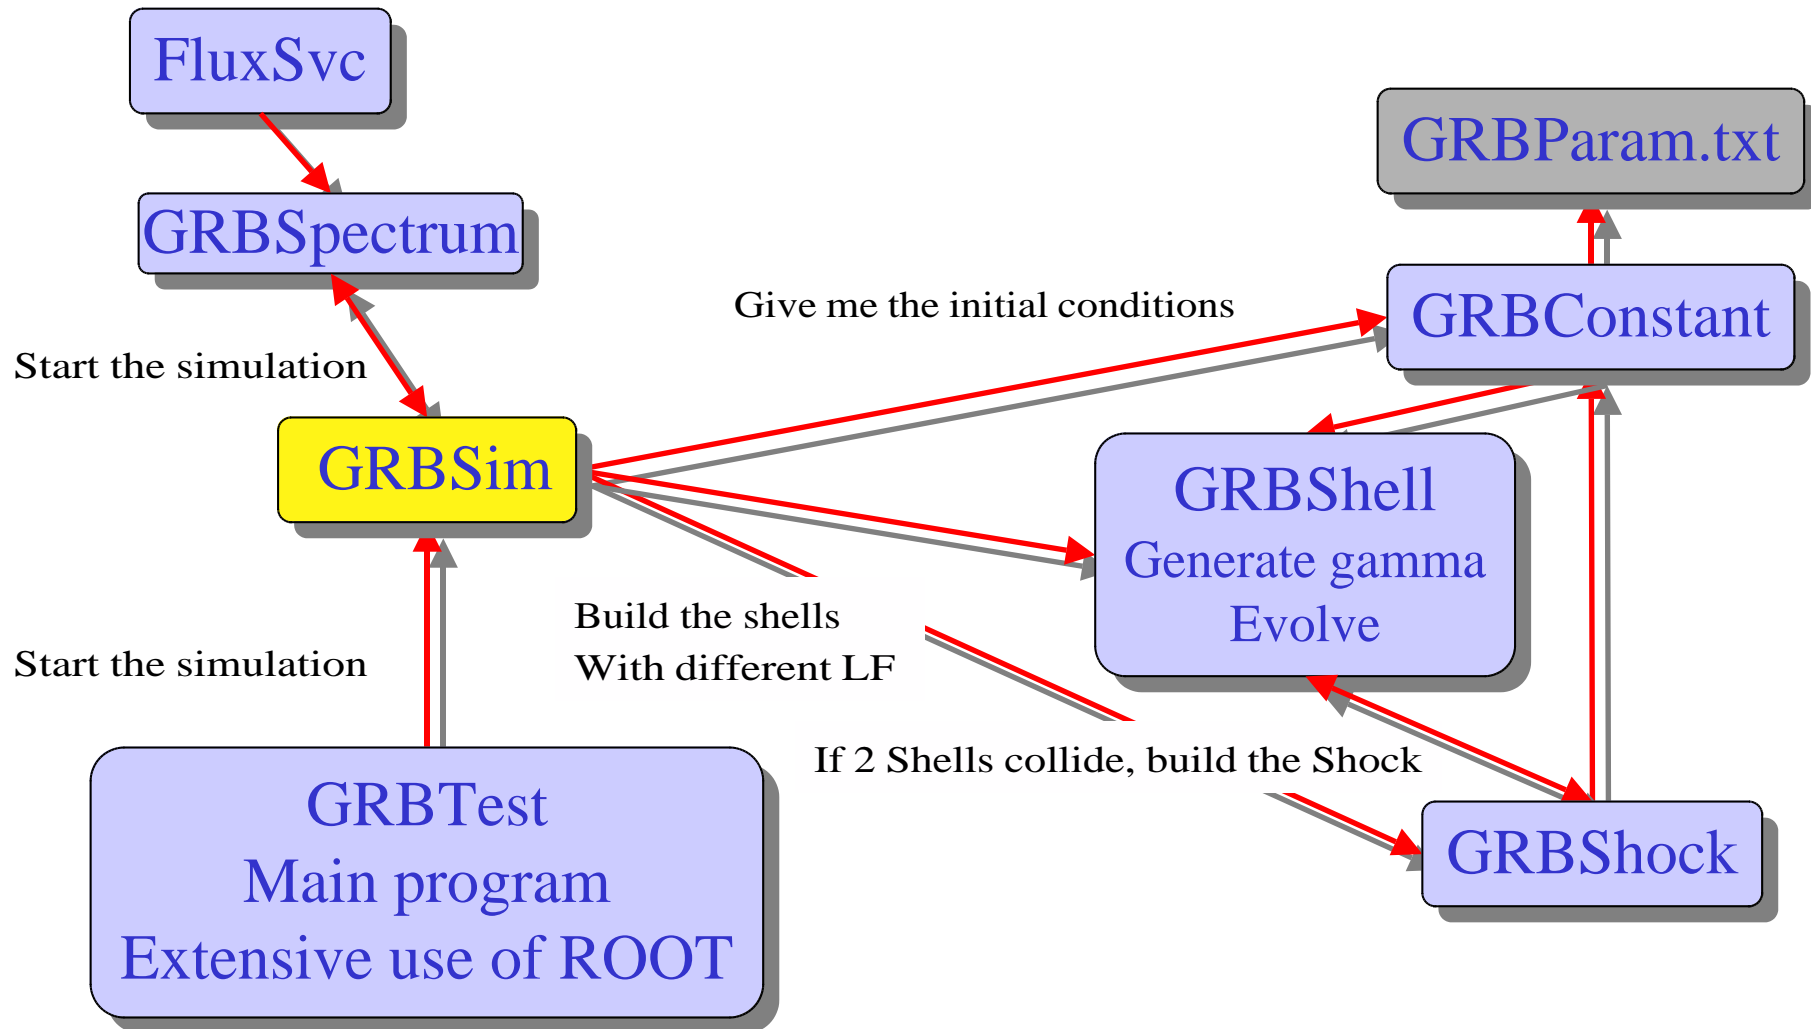 FluxSvc
GRBParam.txt
GRBSpectrum
Give me the initial conditions
GRBConstant
Start the simulation
GRBSim
GRBShell
Generate gamma
Evolve
Build the shells
With different LF
Start the simulation
If 2 Shells collide, build the Shock
GRBTest
Main program
Extensive use of ROOT
GRBShock